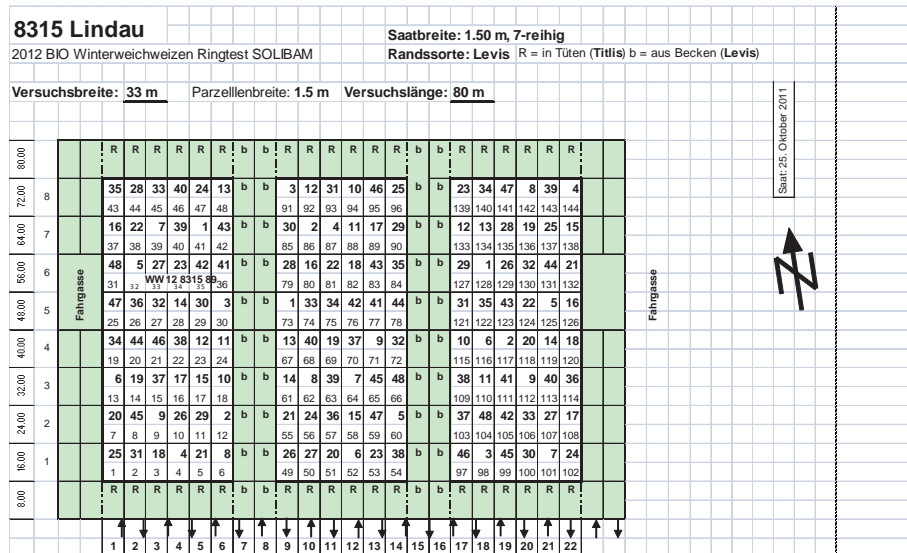 8315 Lindau
Saatbreite: 1.50 m, 7-reihig
2012 BIO Winterweichweizen Ringtest SOLIBAM
Randssorte: Levis R = in Tüten (Titlis) b = aus Becken (Levis)
Versuchsbreite: 33 m Parzelllenbreite: 1.5 m Versuchslänge: 80 m
Saat: 25. Oktober 2011
80.00 R R R R R R b b R R R R R R b b R R R R R R
72.00 8 35 28 33 40 24 13 b b 3 12 31 10 46 25 b b 23 34 47 8 39 4
43 44 45 46 47 48 91 92 93 94 95 96 139 140 141 142 143 144
64.00 7 16 22 7 39 1 43 b b 30 2 4 11 17 29 b b 12 13 28 19 25 15
37 38 39 40 41 42 85 86 87 88 89 90 133 134 135 136 137 138
56.00 6 48 5 27 23 42 41 b b 28 16 22 18 43 35 b b 29 1 26 32 44 21
WW 12 8315 89
31 32 33 34 35 36 79 80 81 82 83 84 127 128 129 130 131 132
Fahrgasse
Fahrgasse
48.00 5 47 36 32 14 30 3 b b 1 33 34 42 41 44 b b 31 35 43 22 5 16
25 26 27 28 29 30 73 74 75 76 77 78 121 122 123 124 125 126
40.00 4 34 44 46 38 12 11 b b 13 40 19 37 9 32 b b 10 6 2 20 14 18
19 20 21 22 23 24 67 68 69 70 71 72 115 116 117 118 119 120
32.00 3 6 19 37 17 15 10 b b 14 8 39 7 45 48 b b 38 11 41 9 40 36
13 14 15 16 17 18 61 62 63 64 65 66 109 110 111 112 113 114
24.00 2 20 45 9 26 29 2 b b 21 24 36 15 47 5 b b 37 48 42 33 27 17
7 8 9 10 11 12 55 56 57 58 59 60 103 104 105 106 107 108
16.00 1 25 31 18 4 21 8 b b 26 27 20 6 23 38 b b 46 3 45 30 7 24
1 2 3 4 5 6 49 50 51 52 53 54 97 98 99 100 101 102
8.00 R R R R R R b b R R R R R R b b R R R R R R
1 2 3 4 5 6 7 8 9 10 11 12 13 14 15 16 17 18 19 20 21 22
N